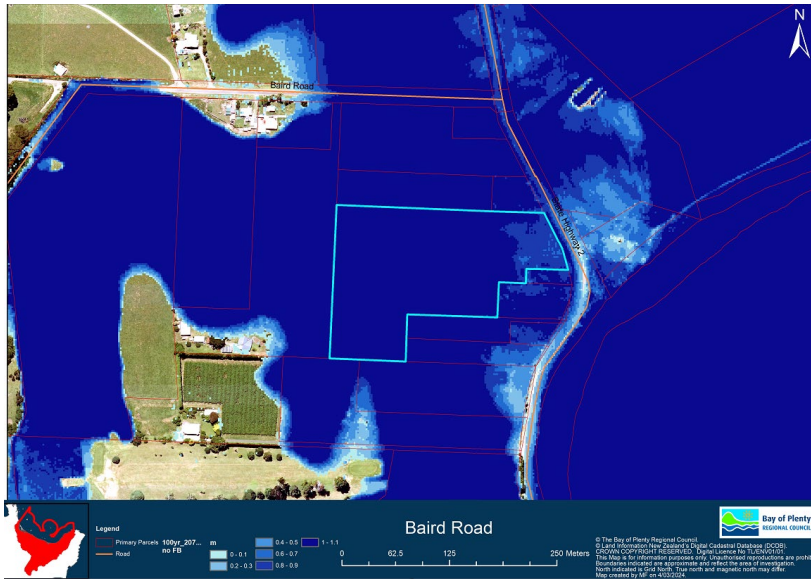 N
Baird Road
State Highway 2
Legend
Primary Parcels
Road
100yr_207...
no FB
m
0 - 0.1
0.2 - 0.3
0.4 - 0.5
0.6 - 0.7
0.8 - 0.9
1 - 1.1
Baird Road
0 62.5 125 250 Meters
Bay of Plenty
REGIONAL COUNCIL
© The Bay of Plenty Regional Council.
© Land Information New Zealand's Digital Cadastral Database (DCDB).
CROWN COPYRIGHT RESERVED. Digital Licence No TL/ENV01/01.
This Map is for information purposes only. Unauthorised reproductions are prohi
Boundaries indicated are approximate and reflect the area of investigation.
North indicated is Grid North. True north and magnetic north may differ.
Map created by MF on 4/03/2024.